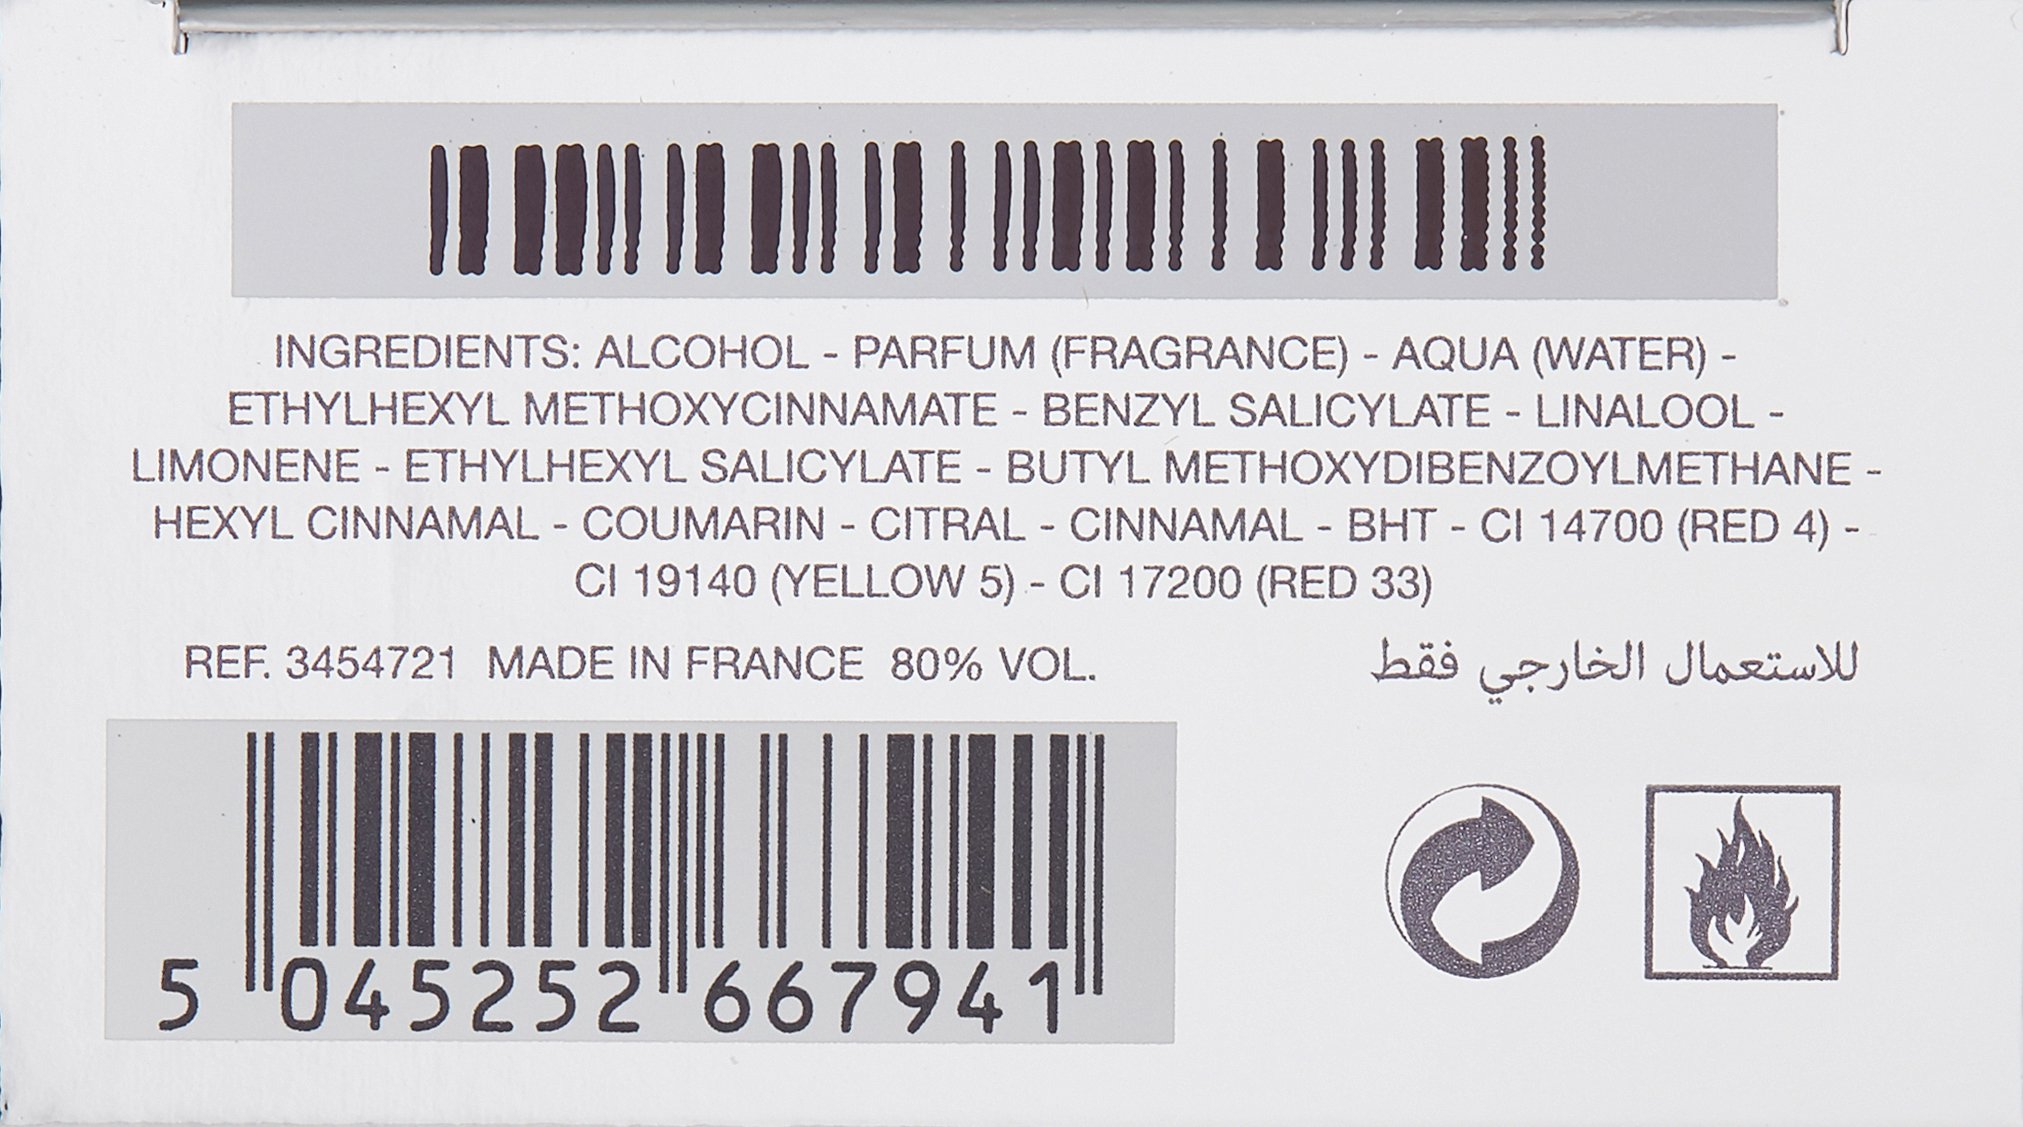 INGREDIENTS: ALCOHOL - PARFUM (FRAGRANCE) - AQUA (WATER) -
ETHYLHEXYL METHOXYCINNAMATE - BENZYL SALICYLATE - LINALOOL -
LIMONENE - ETHYLHEXYL SALICYLATE - BUTYL METHOXYDIBENZOYLMETHANE -
HEXYL CINNAMAL - COUMARIN - CITRAL - CINNAMAL - BHT - CI 14700 (RED 4) -
CI 19140 (YELLOW 5) - CI 17200 (RED 33)
REF. 3454721 MADE IN FRANCE 80% VOL.
للاستعمال الخارجي فقط
5 045252 667941